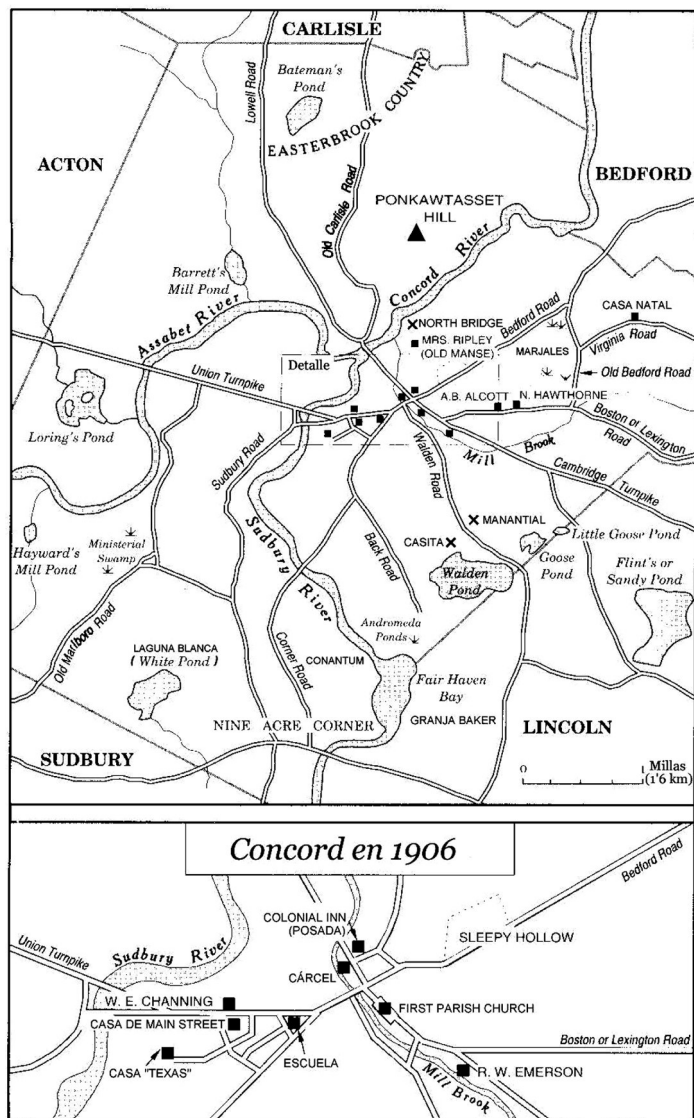 CARLISLE
Bateman's
Pond
Lowell Road
EASTERBROOK COUNTRY
ACTON
BEDFORD
Old Carlisle Road
PONKAWTASSET
HILL
Concord River
Barrett's
Mill Pond
Assabet River
NORTH BRIDGE
Bedford Road
CASA NATAL
MRS. RIPLEY
(OLD MANSE)
MARJALES
Virginia Road
Detalle
Union Turnpike
Old Bedford Road
A.B. ALCOTT
N. HAWTHORNE
Loring's Pond
Boston or Lexington
Road
Sudbury Road
Walden Road
Mill Brook
Cambridge Turnpike
Hayward's
Mill Pond
Ministerial
Swamp
Sudbury
River
Back Road
MANANTIAL
CASITA
Little Goose Pond
Goose
Pond
Walden
Pond
Flint's or
Sandy Pond
Old Marlboro Road
Andromeda
Ponds
LAGUNA BLANCA
(White Pond)
Corner Road
CONANTUM
Fair Haven
Bay
GRANJA BAKER
NINE ACRE CORNER
LINCOLN
SUDBURY
0
1
Millas
(1'6 km)
Concord en 1906
Bedford Road
COLONIAL INN
(POSADA)
SLEEPY HOLLOW
Union Turnpike
Sudbury River
CÁRCEL
W. E. CHANNING
FIRST PARISH CHURCH
CASA DE MAIN STREET
ESCUELA
Boston or Lexington Road
CASA "TEXAS"
R. W. EMERSON
Mill Brook